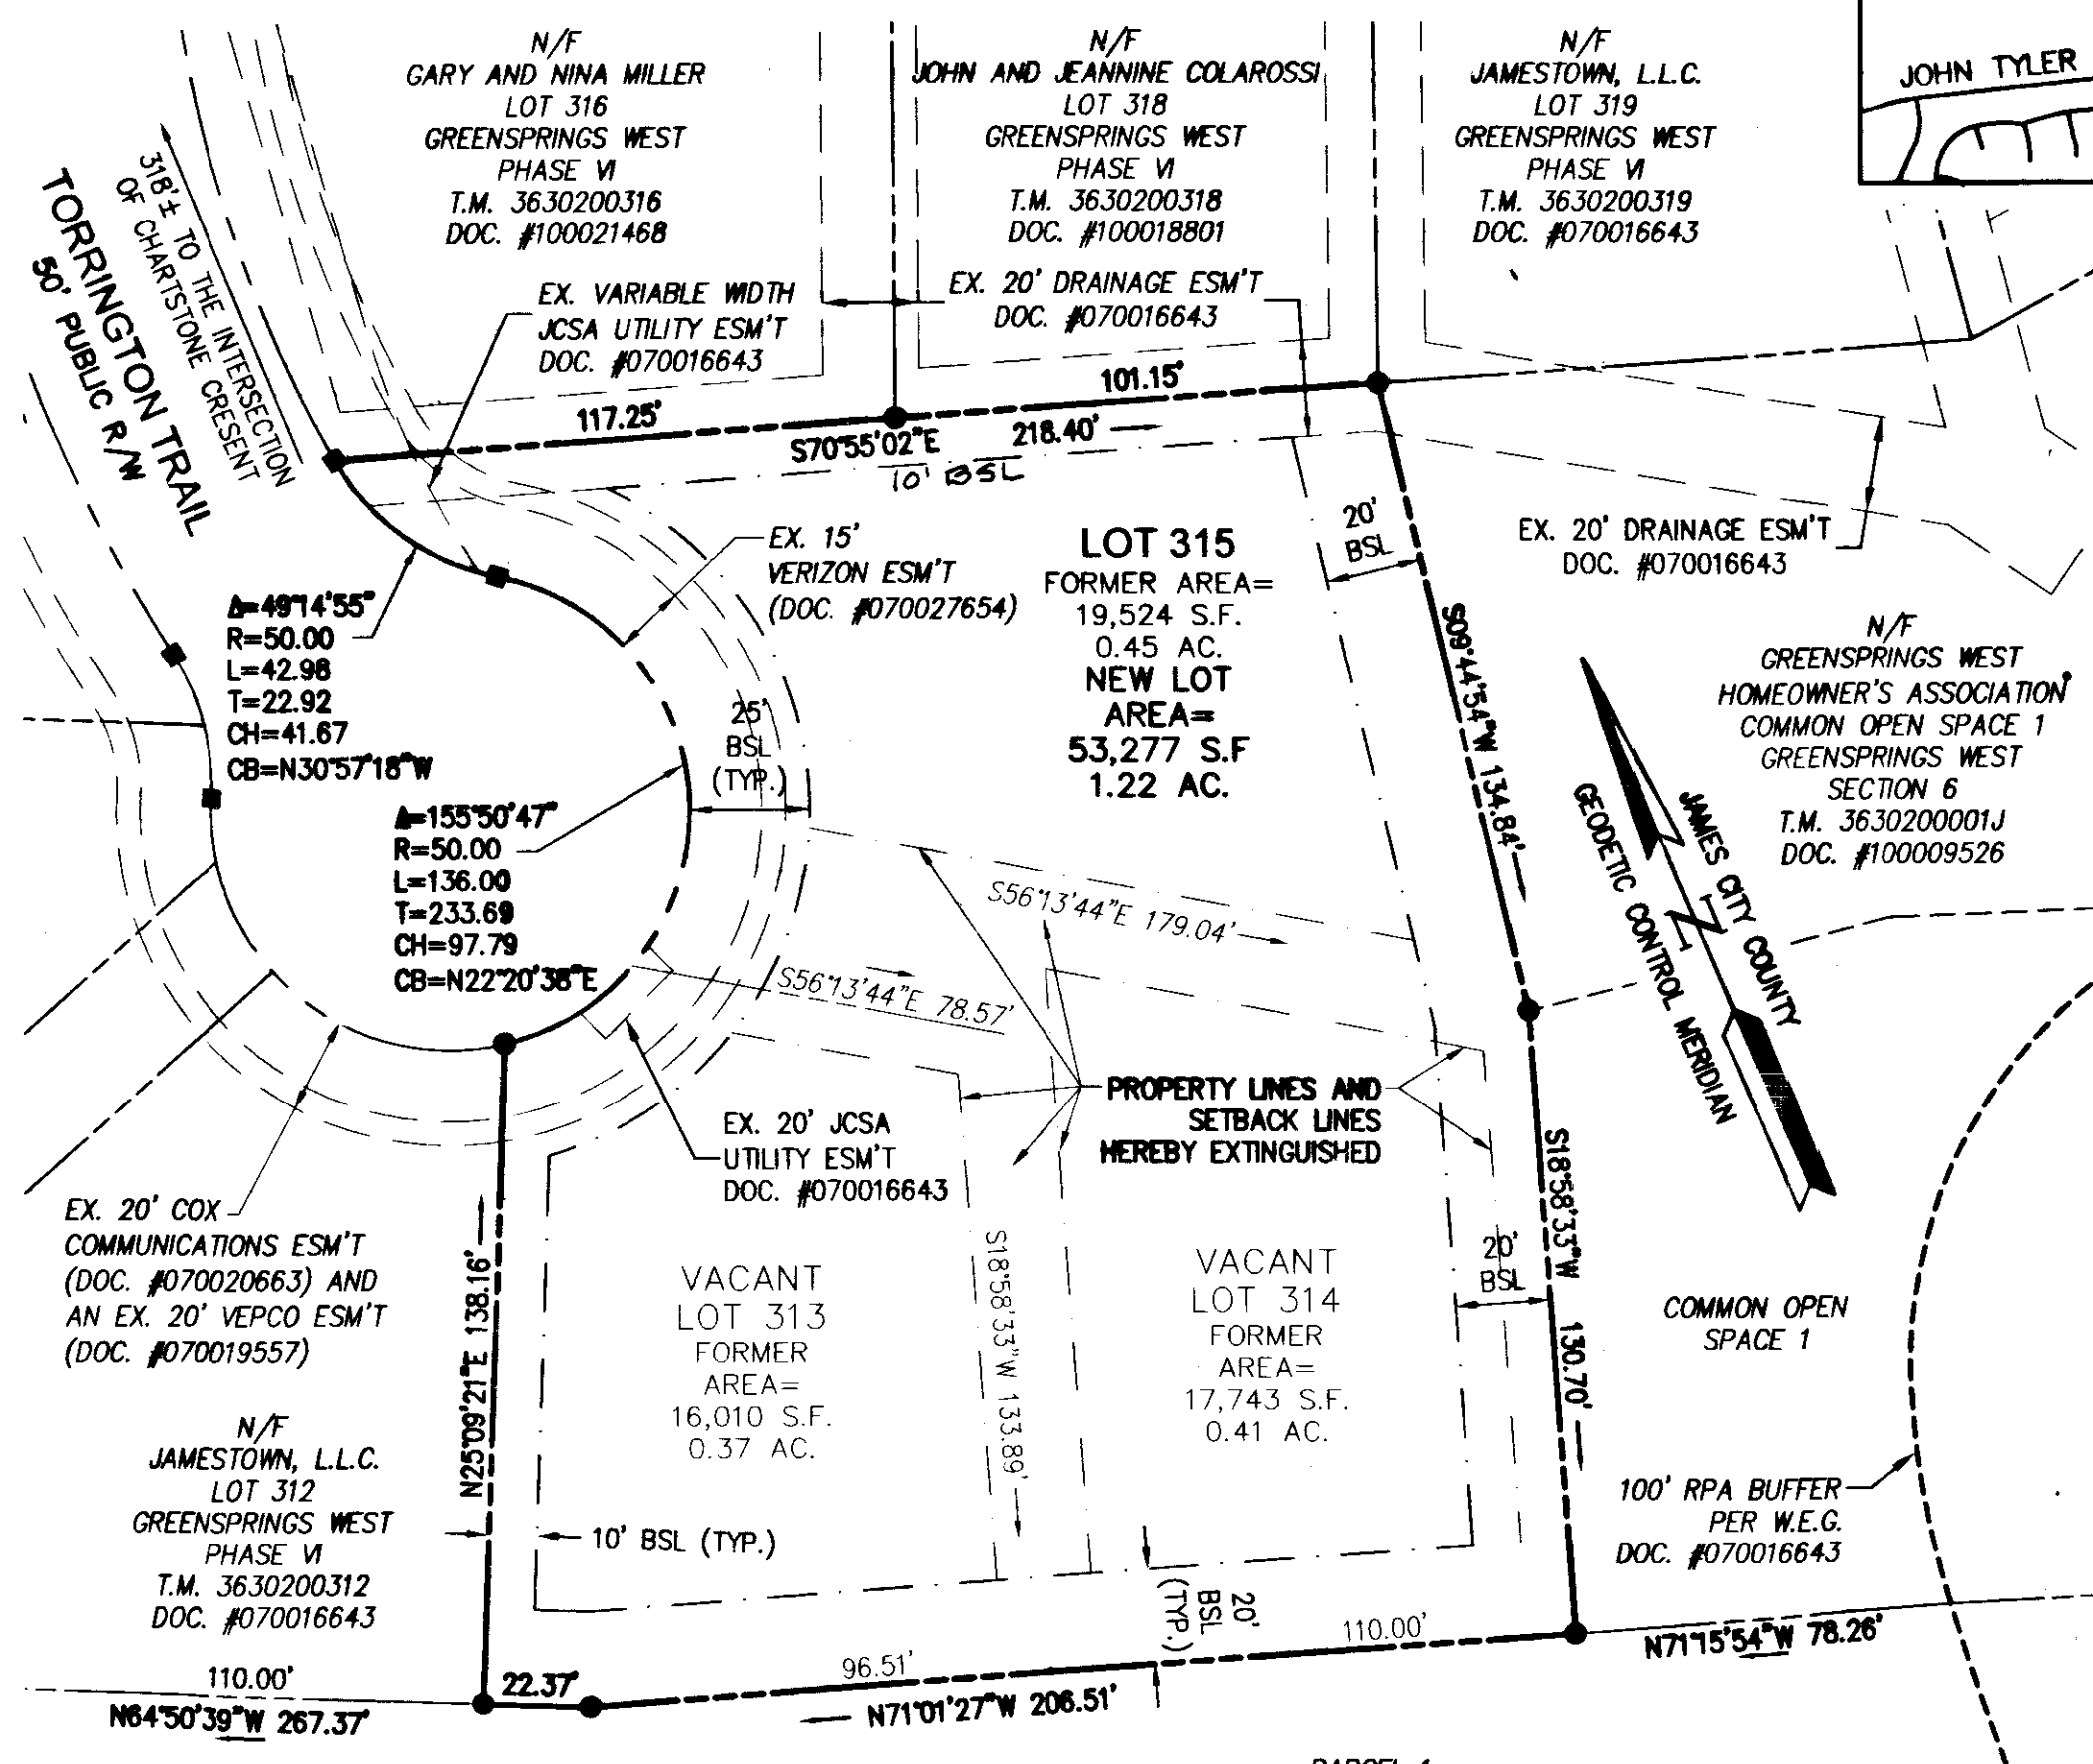 N/F
GARY AND NINA MILLER
LOT 316
GREENSPRINGS WEST
PHASE VI
T.M. 3630200316
DOC. #100021468
N/F
JOHN AND JEANNINE COLAROSSI
LOT 318
GREENSPRINGS WEST
PHASE VI
T.M. 3630200318
DOC. #100018801
N/F
JAMESTOWN, L.L.C.
LOT 319
GREENSPRINGS WEST
PHASE VI
T.M. 3630200319
DOC. #070016643
JOHN TYLER
318'± TO THE INTERSECTION
OF CHARTSTONE CRESENT
TORRINGTON TRAIL
50' PUBLIC R/W
EX. VARIABLE WIDTH
JCSA UTILITY ESM'T
DOC. #070016643
EX. 20' DRAINAGE ESM'T
DOC. #070016643
117.25'
101.15'
S70°55'02"E
218.40'
10' BSL
EX. 15'
VERIZON ESM'T
(DOC. #070027654)
LOT 315
FORMER AREA=
19,524 S.F.
0.45 AC.
NEW LOT
AREA=
53,277 S.F
1.22 AC.
20'
BSL
EX. 20' DRAINAGE ESM'T
DOC. #070016643
Δ=49°14'55"
R=50.00
L=42.98
T=22.92
CH=41.67
CB=N30°57'18"W
25'
BSL
(TYP.)
S09°44'54"W 134.84'
N/F
GREENSPRINGS WEST
HOMEOWNER'S ASSOCIATION
COMMON OPEN SPACE 1
GREENSPRINGS WEST
SECTION 6
T.M. 3630200001J
DOC. #100009526
Δ=155°50'47"
R=50.00
L=136.00
T=233.69
CH=97.79
CB=N22°20'38"E
JAMES CITY COUNTY
GEODETIC CONTROL MERIDIAN
N
S56°13'44"E 179.04'
S56°13'44"E 78.57'
PROPERTY LINES AND
SETBACK LINES
HEREBY EXTINGUISHED
EX. 20' JCSA
UTILITY ESM'T
DOC. #070016643
EX. 20' COX
COMMUNICATIONS ESM'T
(DOC. #070020663) AND
AN EX. 20' VEPCO ESM'T
(DOC. #070019557)
N25°09'21"E 138.16'
VACANT
LOT 313
FORMER
AREA=
16,010 S.F.
0.37 AC.
S18°58'33"W 133.89'
VACANT
LOT 314
FORMER
AREA=
17,743 S.F.
0.41 AC.
20'
BSL
S18°58'33"W 130.70'
COMMON OPEN
SPACE 1
N/F
JAMESTOWN, L.L.C.
LOT 312
GREENSPRINGS WEST
PHASE VI
T.M. 3630200312
DOC. #070016643
10' BSL (TYP.)
20'
BSL
(TYP.)
100' RPA BUFFER
PER W.E.G.
DOC. #070016643
110.00'
N64°50'39"W 267.37'
22.37'
96.51'
N71°01'27"W 206.51'
110.00'
N71°15'54"W 78.26'